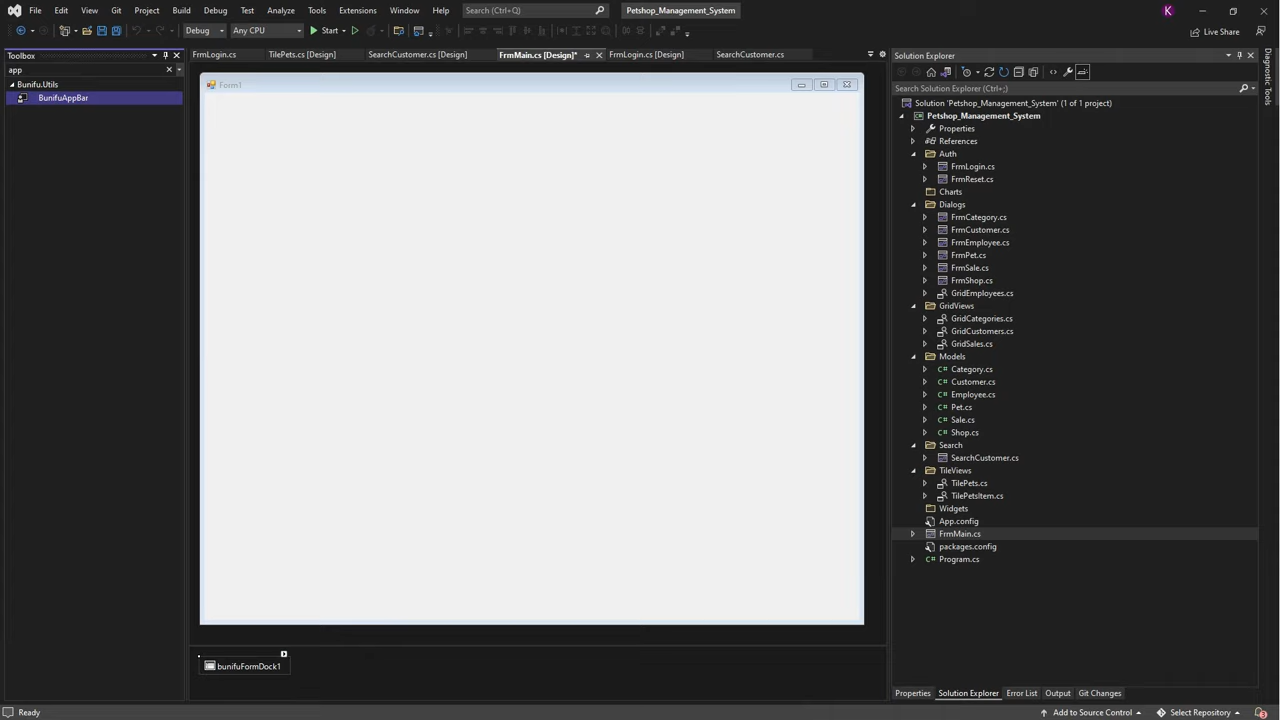 File Edit View Git Project Build Debug Test Analyze Tools Extensions Window Help Search (Ctrl+Q) Petshop_Management_System K
Debug Any CPU Start Live Share
Toolbox
app
Bunifu.Utils
BunifuAppBar
FrmLogin.cs TilePets.cs [Design] SearchCustomer.cs [Design] FrmMain.cs [Design]* FrmLogin.cs [Design] SearchCustomer.cs
Form1
bunifuFormDock1
Solution Explorer
Search Solution Explorer (Ctrl+;)
Solution 'Petshop_Management_System' (1 of 1 project)
Petshop_Management_System
Properties
References
Auth
FrmLogin.cs
FrmReset.cs
Charts
Dialogs
FrmCategory.cs
FrmCustomer.cs
FrmEmployee.cs
FrmPet.cs
FrmSale.cs
FrmShop.cs
GridEmployees.cs
GridViews
GridCategories.cs
GridCustomers.cs
GridSales.cs
Models
C# Category.cs
C# Customer.cs
C# Employee.cs
C# Pet.cs
C# Sale.cs
C# Shop.cs
Search
SearchCustomer.cs
TileViews
TilePets.cs
TilePetsItem.cs
Widgets
App.config
FrmMain.cs
packages.config
C# Program.cs
Properties Solution Explorer Error List Output Git Changes
Diagnostic Tools
Ready Add to Source Control Select Repository 3